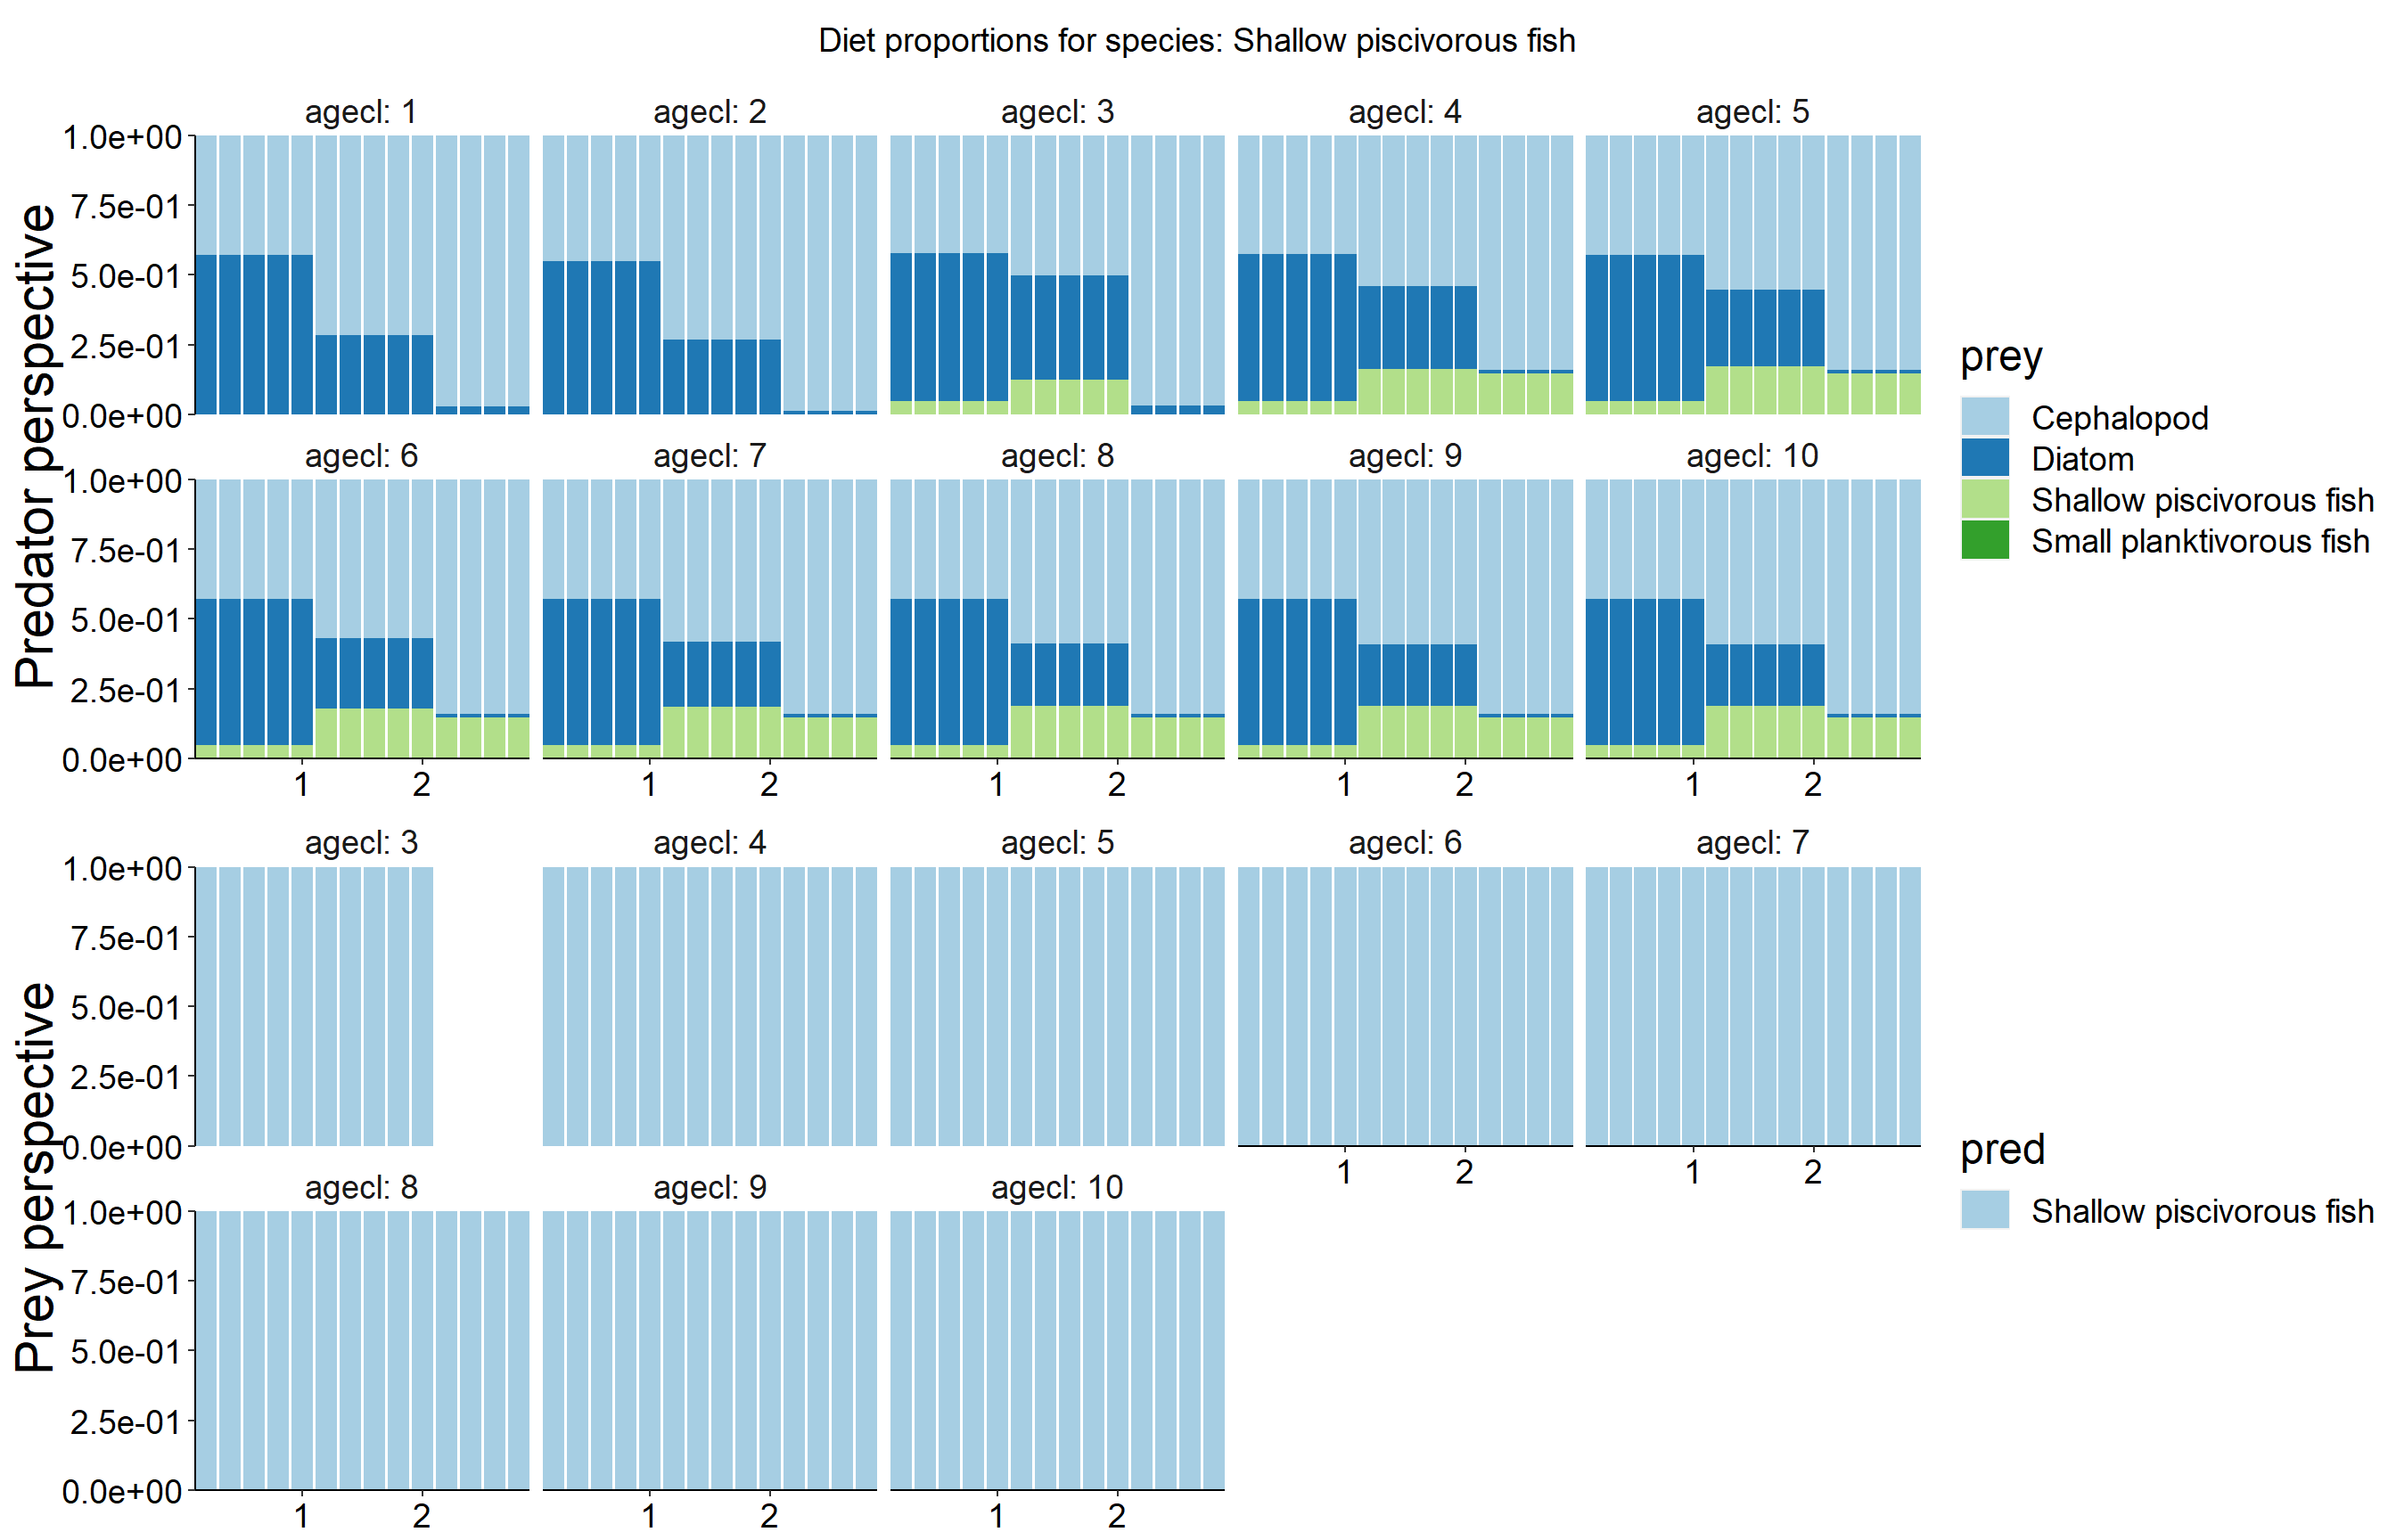 Diet proportions for species: Shallow piscivorous fish
Predator perspective
agecl: 1 agecl: 2 agecl: 3 agecl: 4 agecl: 5
1.0e+00
7.5e-01
5.0e-01
2.5e-01
0.0e+00
agecl: 6 agecl: 7 agecl: 8 agecl: 9 agecl: 10
1.0e+00
7.5e-01
5.0e-01
2.5e-01
0.0e+00
1 2 1 2 1 2 1 2 1 2
prey
Cephalopod
Diatom
Shallow piscivorous fish
Small planktivorous fish
Prey perspective
agecl: 3 agecl: 4 agecl: 5 agecl: 6 agecl: 7
1.0e+00
7.5e-01
5.0e-01
2.5e-01
0.0e+00
1 2 1 2
agecl: 8 agecl: 9 agecl: 10
1.0e+00
7.5e-01
5.0e-01
2.5e-01
0.0e+00
1 2 1 2 1 2
pred
Shallow piscivorous fish